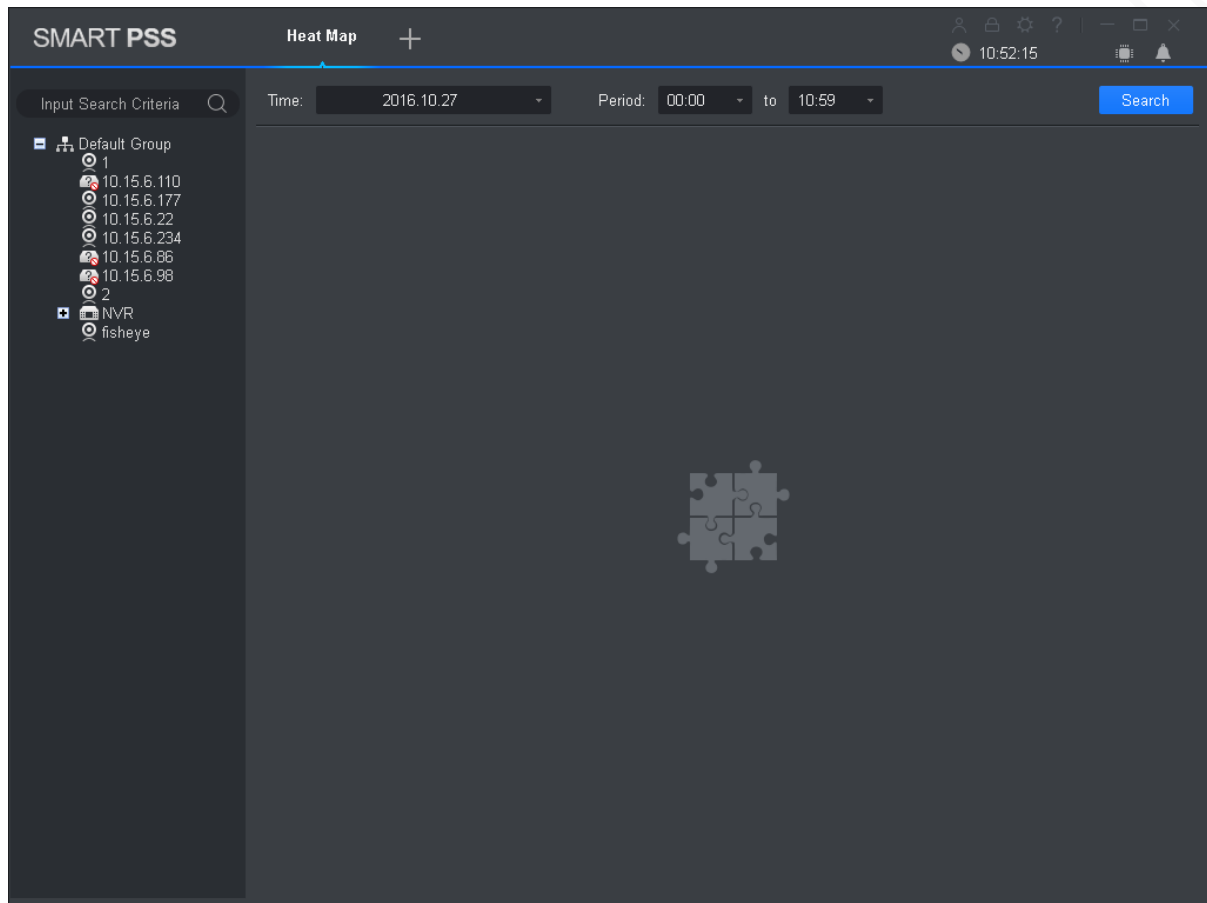 SMART PSS
Heat Map
10:52:15
Input Search Criteria
Time: 2016.10.27 Period: 00:00 to 10:59 Search
Default Group
1
10.15.6.110
10.15.6.177
10.15.6.22
10.15.6.234
10.15.6.86
10.15.6.98
2
NVR
fisheye